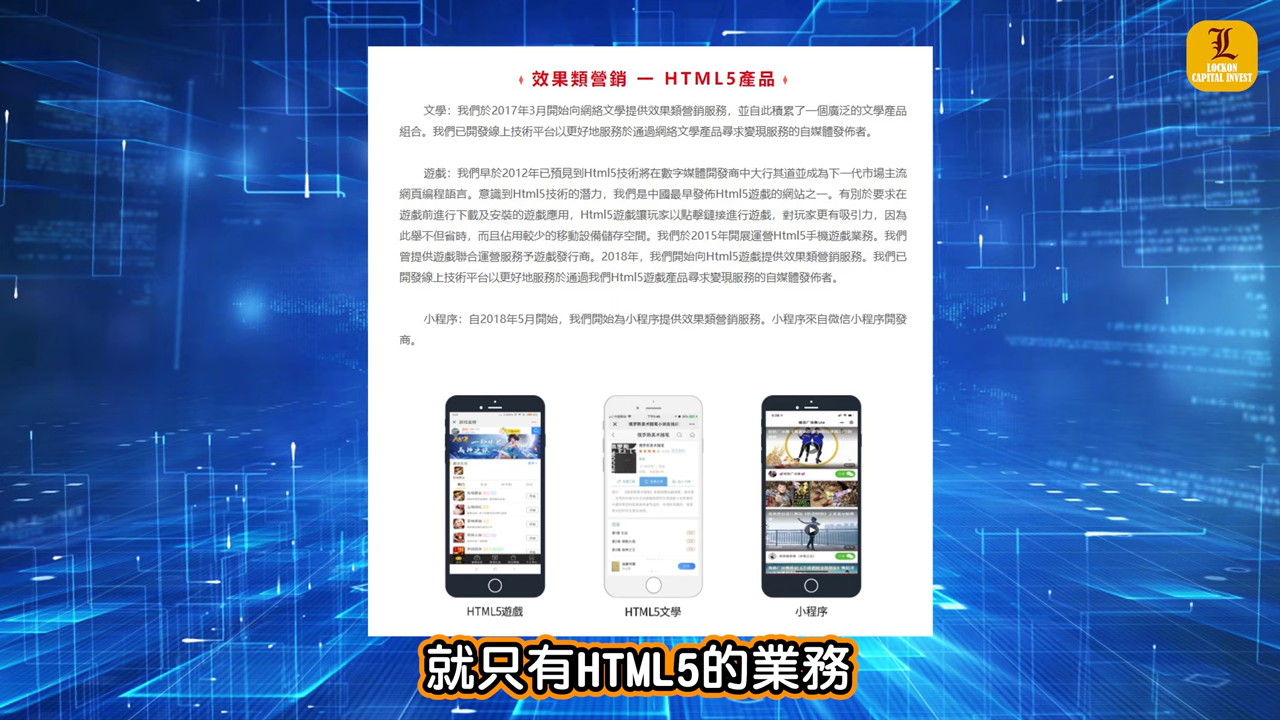 L
LOCKON
CAPITAL INVEST
效果類營銷 — HTML5產品
文學：我們於2017年3月開始向網絡文學提供效果類營銷服務，並自此積累了一個廣泛的文學產品
組合。我們已開發線上技術平台以更好地服務於通過網絡文學產品尋求變現服務的自媒體發佈者。
遊戲：我們早於2012年已預見到Html5技術將在數字媒體開發商中大行其道並成為下一代市場主流
網頁編程語言。意識到Html5技術的潛力，我們是中國最早發佈Html5遊戲的網站之一。有別於要求在
遊戲前進行下載及安裝的遊戲應用，Html5遊戲讓玩家以點擊鏈接進行遊戲，對玩家更有吸引力，因為
此舉不但省時，而且佔用較少的移動設備儲存空間。我們於2015年開展運營Html5手機遊戲業務。我們
曾提供遊戲聯合運營服務予遊戲發行商。2018年，我們開始向Html5遊戲提供效果類營銷服務。我們已
開發線上技術平台以更好地服務於通過我們Html5遊戲產品尋求變現服務的自媒體發佈者。
小程序：自2018年5月開始，我們開始為小程序提供效果類營銷服務。小程序來自微信小程序開發
商。
HTML5遊戲
HTML5文學
小程序
就只有HTML5的業務